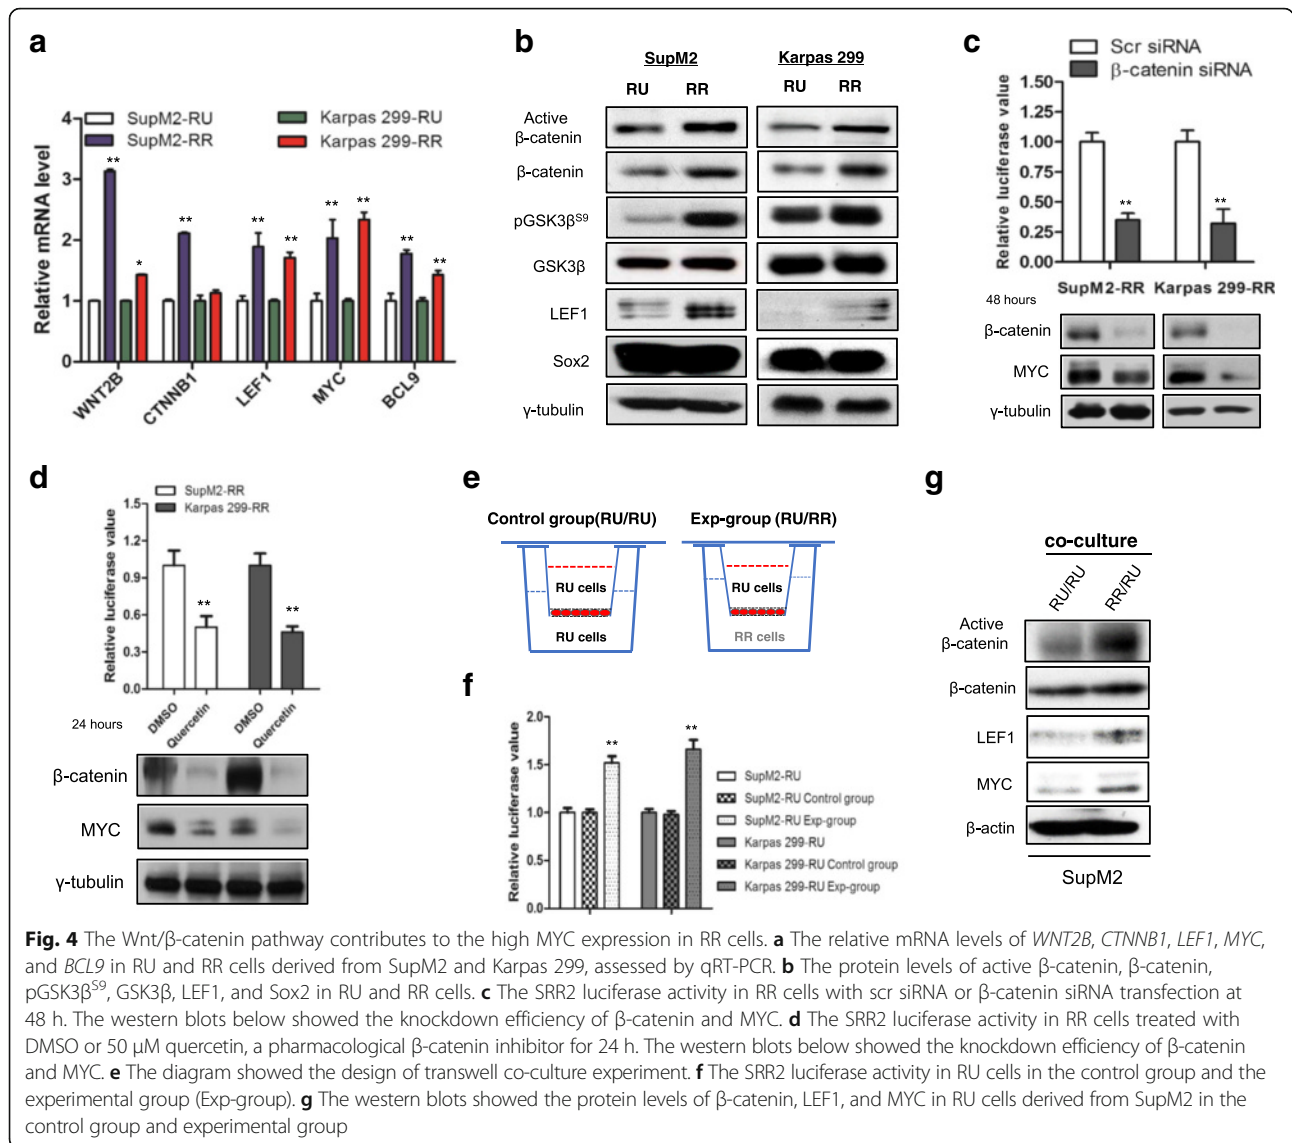 a
SupM2-RU
SupM2-RR
Karpas 299-RU
Karpas 299-RR
Relative mRNA level
4
3
2
1
0
**
*
**
**
**
**
**
**
**
WNT2B
CTNNB1
LEF1
MYC
BCL9
b
SupM2
Karpas 299
RU
RR
RU
RR
Active
β-catenin
β-catenin
pGSK3β^S9
GSK3β
LEF1
Sox2
γ-tubulin
c
Scr siRNA
β-catenin siRNA
Relative luciferase value
1.50
1.25
1.00
0.75
0.50
0.25
0.00
**
**
SupM2-RR
Karpas 299-RR
48 hours
β-catenin
MYC
γ-tubulin
d
SupM2-RR
Karpas 299-RR
Relative luciferase value
1.5
1.2
0.9
0.6
0.3
0.0
**
**
24 hours
DMSO
Quercetin
DMSO
Quercetin
β-catenin
MYC
γ-tubulin
e
Control group(RU/RU)
Exp-group (RU/RR)
RU cells
RU cells
RU cells
RR cells
f
Relative luciferase value
2.0
1.5
1.0
0.5
0.0
**
**
SupM2-RU
SupM2-RU Control group
SupM2-RU Exp-group
Karpas 299-RU
Karpas 299-RU Control group
Karpas 299-RU Exp-group
g
co-culture
RU/RU
RR/RU
Active
β-catenin
β-catenin
LEF1
MYC
β-actin
SupM2
Fig. 4 The Wnt/β-catenin pathway contributes to the high MYC expression in RR cells. a The relative mRNA levels of WNT2B, CTNNB1, LEF1, MYC,
and BCL9 in RU and RR cells derived from SupM2 and Karpas 299, assessed by qRT-PCR. b The protein levels of active β-catenin, β-catenin,
pGSK3β^S9, GSK3β, LEF1, and Sox2 in RU and RR cells. c The SRR2 luciferase activity in RR cells with scr siRNA or β-catenin siRNA transfection at
48 h. The western blots below showed the knockdown efficiency of β-catenin and MYC. d The SRR2 luciferase activity in RR cells treated with
DMSO or 50 μM quercetin, a pharmacological β-catenin inhibitor for 24 h. The western blots below showed the knockdown efficiency of β-catenin
and MYC. e The diagram showed the design of transwell co-culture experiment. f The SRR2 luciferase activity in RU cells in the control group and the
experimental group (Exp-group). g The western blots showed the protein levels of β-catenin, LEF1, and MYC in RU cells derived from SupM2 in the
control group and experimental group